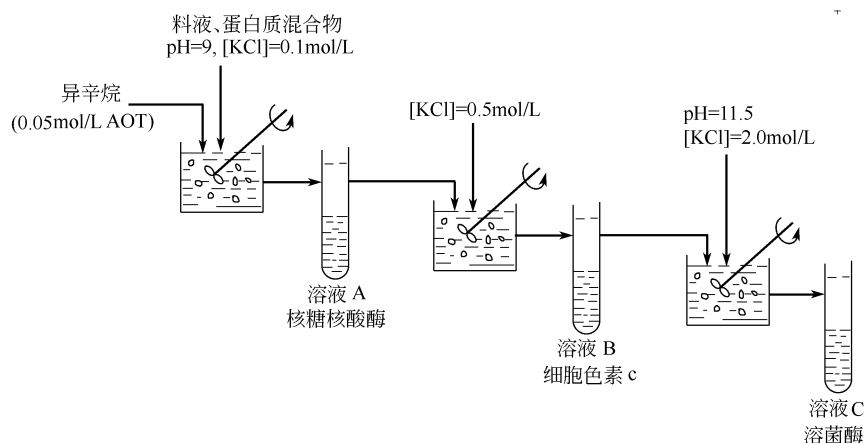 料液、蛋白质混合物
pH=9, [KCl]=0.1mol/L
异辛烷
(0.05mol/L AOT)
[KCl]=0.5mol/L
pH=11.5
[KCl]=2.0mol/L
溶液 A
核糖核酸酶
溶液 B
细胞色素 c
溶液 C
溶菌酶